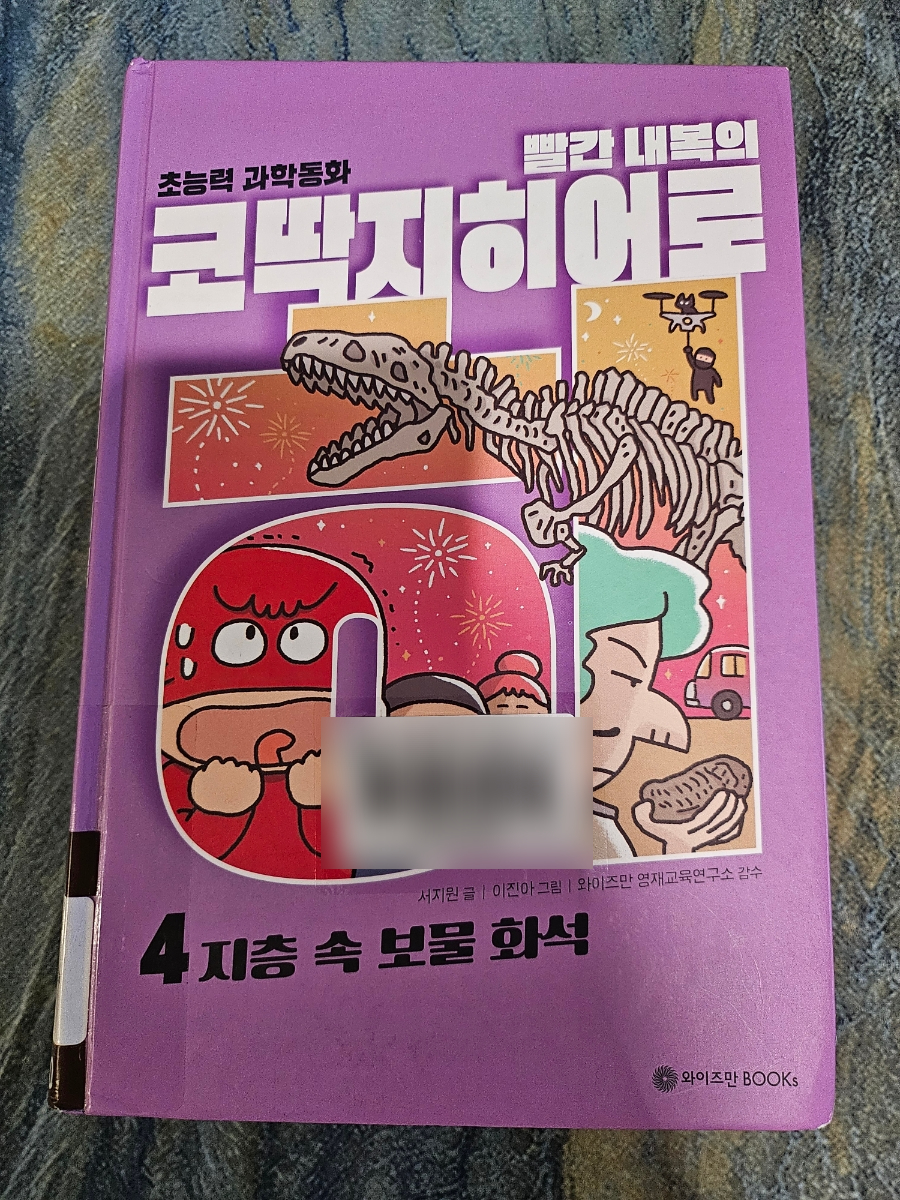 초능력 과학동화
빨간 내복의
코딱지히어로
서지원 글 | 이진아 그림 | 와이즈만 영재교육연구소 감수
4 지층 속 보물 화석
와이즈만 BOOKs